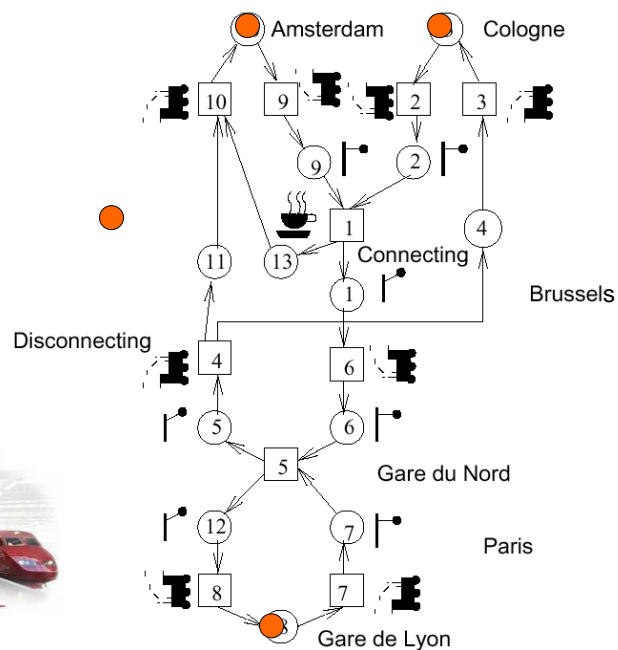 Amsterdam Cologne
10 9 2 3
9 2
1 4
Connecting
11 13
1
Brussels
Disconnecting
4 6
5 6
5
Gare du Nord
12 7
Paris
8 7
Gare de Lyon